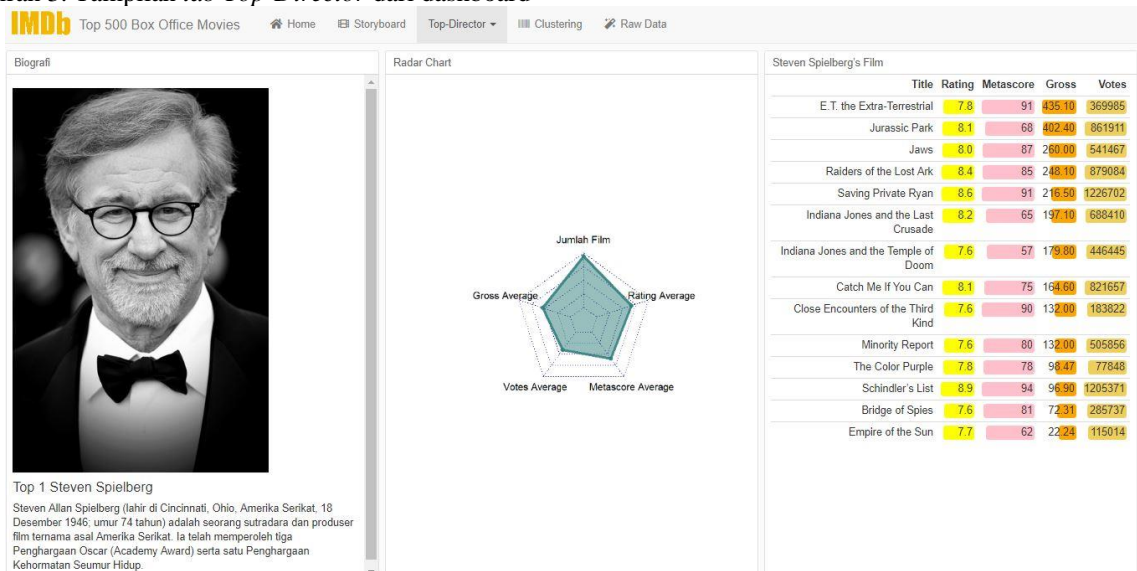 Tampilan tab Top-Director dari dashboard
IMDb Top 500 Box Office Movies Home Storyboard Top-Director Clustering Raw Data
Biografi
Top 1 Steven Spielberg
Steven Allan Spielberg (lahir di Cincinnati, Ohio, Amerika Serikat, 18
Desember 1946; umur 74 tahun) adalah seorang sutradara dan produser
film ternama asal Amerika Serikat. Ia telah memperoleh tiga
Penghargaan Oscar (Academy Award) serta satu Penghargaan
Kehormatan Seumur Hidup.
Radar Chart
Jumlah Film
Gross Average
Rating Average
Votes Average
Metascore Average
Steven Spielberg's Film
Title Rating Metascore Gross Votes
E.T. the Extra-Terrestrial 7.8 91 435.10 369985
Jurassic Park 8.1 68 402.40 861911
Jaws 8.0 87 260.00 541467
Raiders of the Lost Ark 8.4 85 248.10 879084
Saving Private Ryan 8.6 91 216.50 1226702
Indiana Jones and the Last 8.2 65 197.10 688410
Crusade
Indiana Jones and the Temple of 7.6 57 179.80 446445
Doom
Catch Me If You Can 8.1 75 164.60 821657
Close Encounters of the Third 7.6 90 132.00 183822
Kind
Minority Report 7.6 80 132.00 505856
The Color Purple 7.8 78 98.47 77848
Schindler's List 8.9 94 96.90 1205371
Bridge of Spies 7.6 81 72.31 285737
Empire of the Sun 7.7 62 22.24 115014